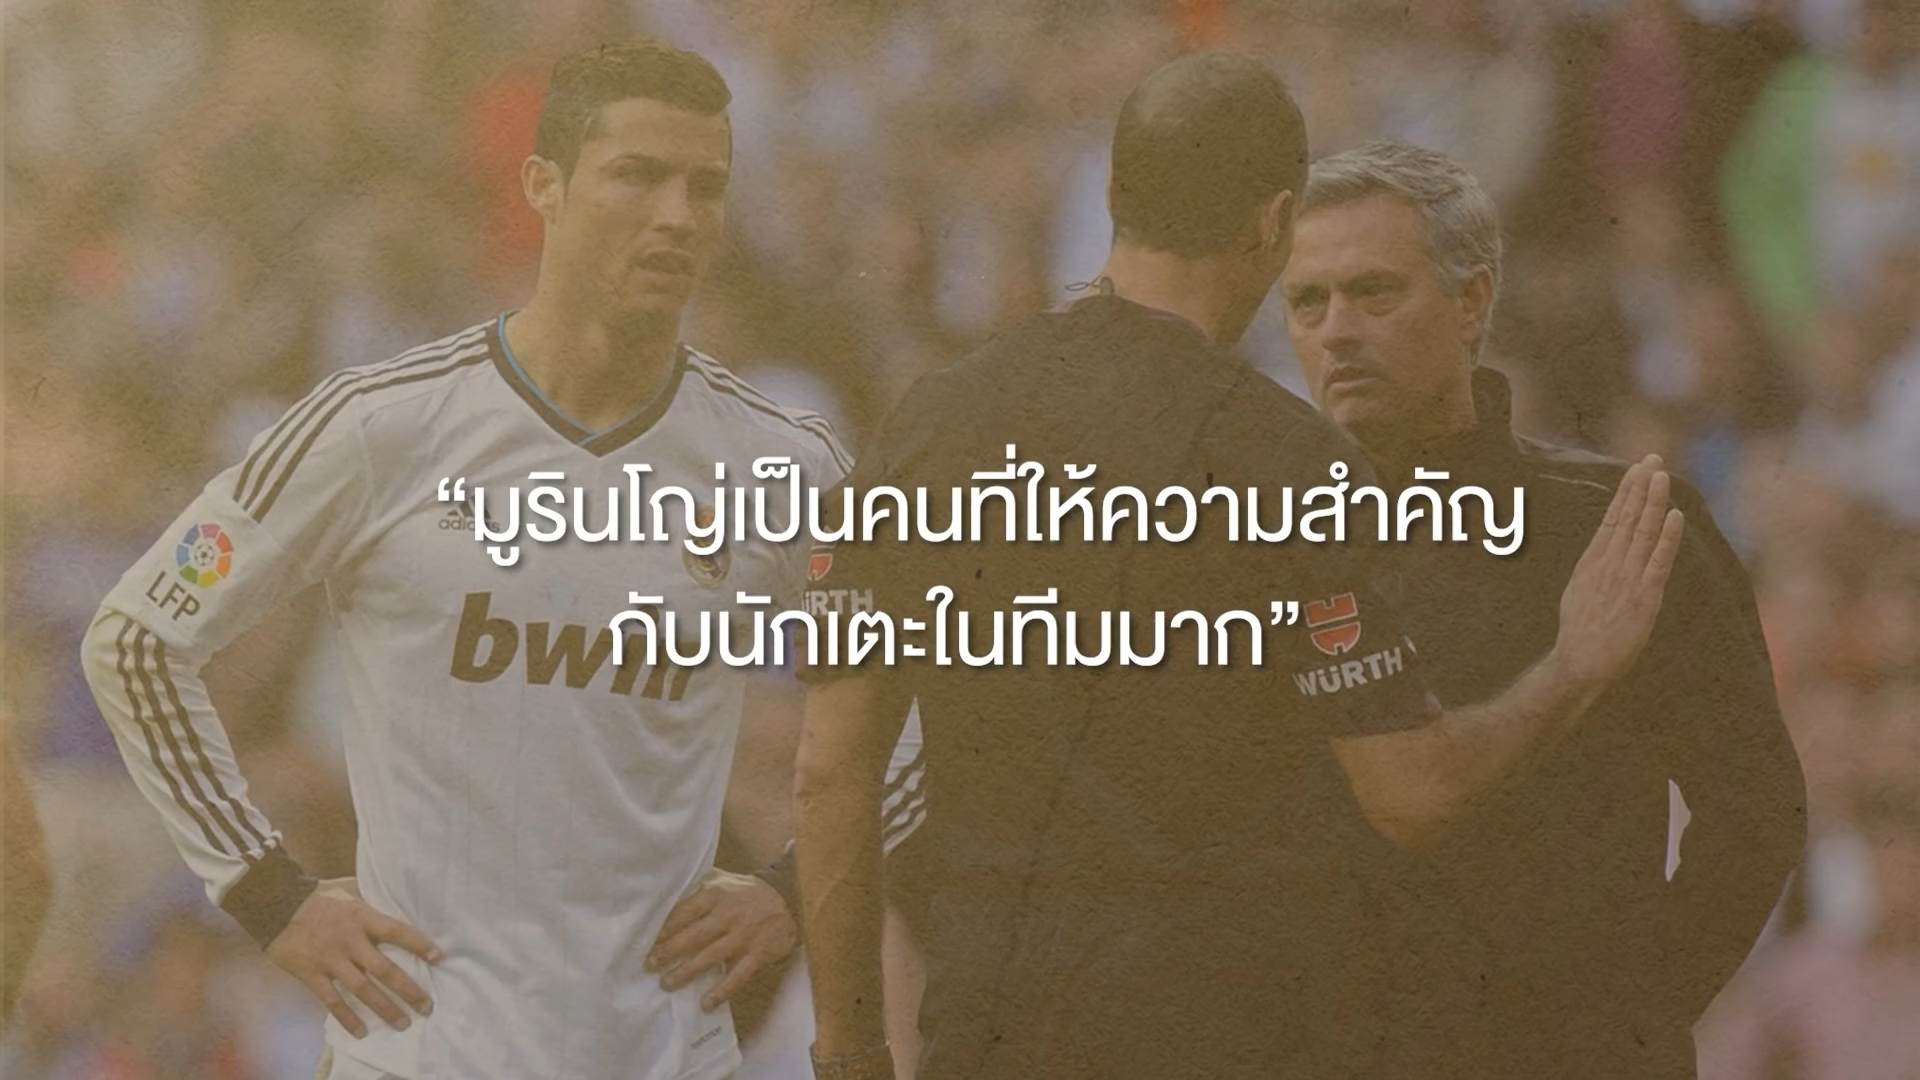 “มูรินโญ่เป็นคนที่ให้ความสำคัญ
กับนักเตะในทีมมาก”
adidas
LFP
bwin
WÜRTH
WÜRTH